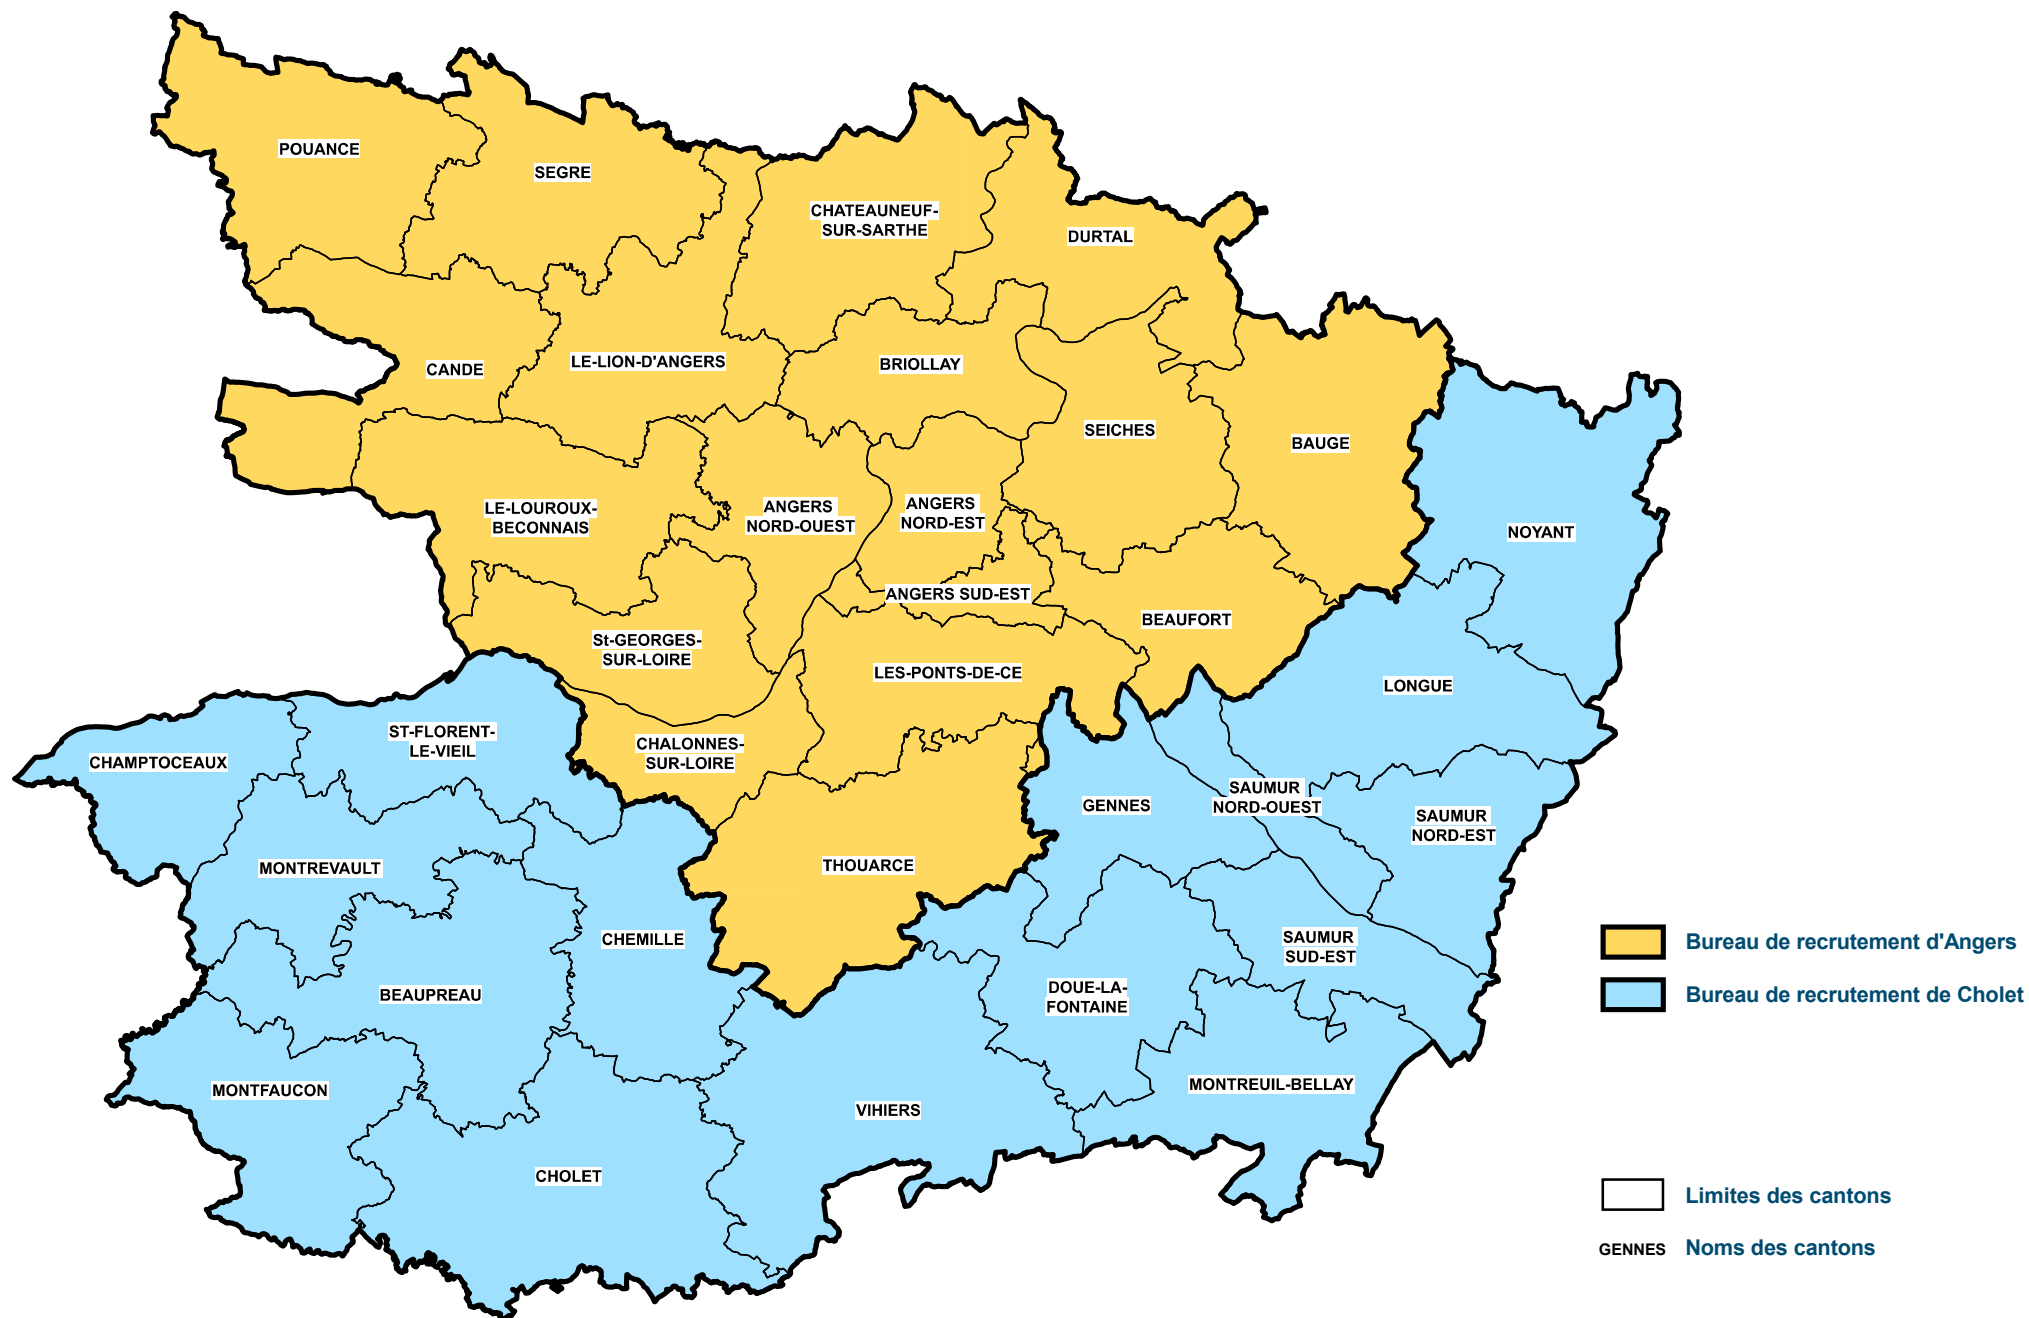 POUANCE
SEGRE
CHATEAUNEUF-
SUR-SARTHE
DURTAL
CANDE
LE-LION-D'ANGERS
BRIOLLAY
SEICHES
BAUGE
LE-LOUROUX-
BECONNAIS
ANGERS
NORD-OUEST
ANGERS
NORD-EST
NOYANT
ANGERS SUD-EST
BEAUFORT
St-GEORGES-
SUR-LOIRE
LES-PONTS-DE-CE
LONGUE
ST-FLORENT-
LE-VIEIL
CHAMPTOCEAUX
CHALONNES-
SUR-LOIRE
GENNES
SAUMUR
NORD-OUEST
SAUMUR
NORD-EST
MONTREVAULT
THOUARCE
CHEMILLE
SAUMUR
SUD-EST
BEAUPREAU
DOUE-LA-
FONTAINE
MONTFAUCON
VIHIERS
MONTREUIL-BELLAY
CHOLET
Bureau de recrutement d'Angers
Bureau de recrutement de Cholet
Limites des cantons
GENNES Noms des cantons